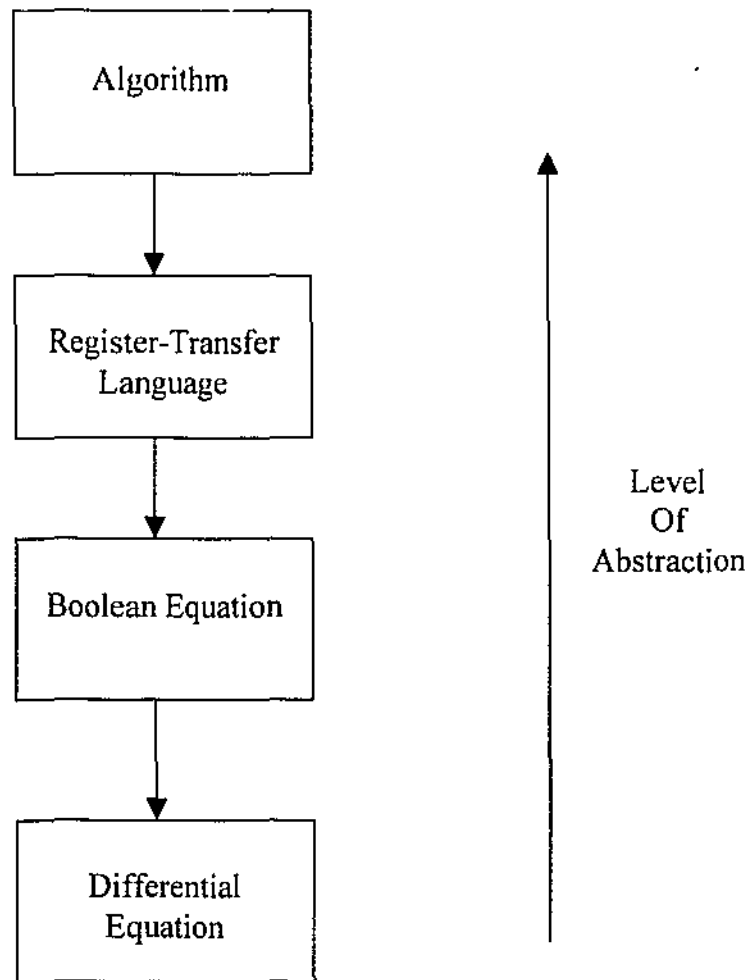 Algorithm
Register-Transfer
Language
Level
Of
Abstraction
Boolean Equation
Differential
Equation